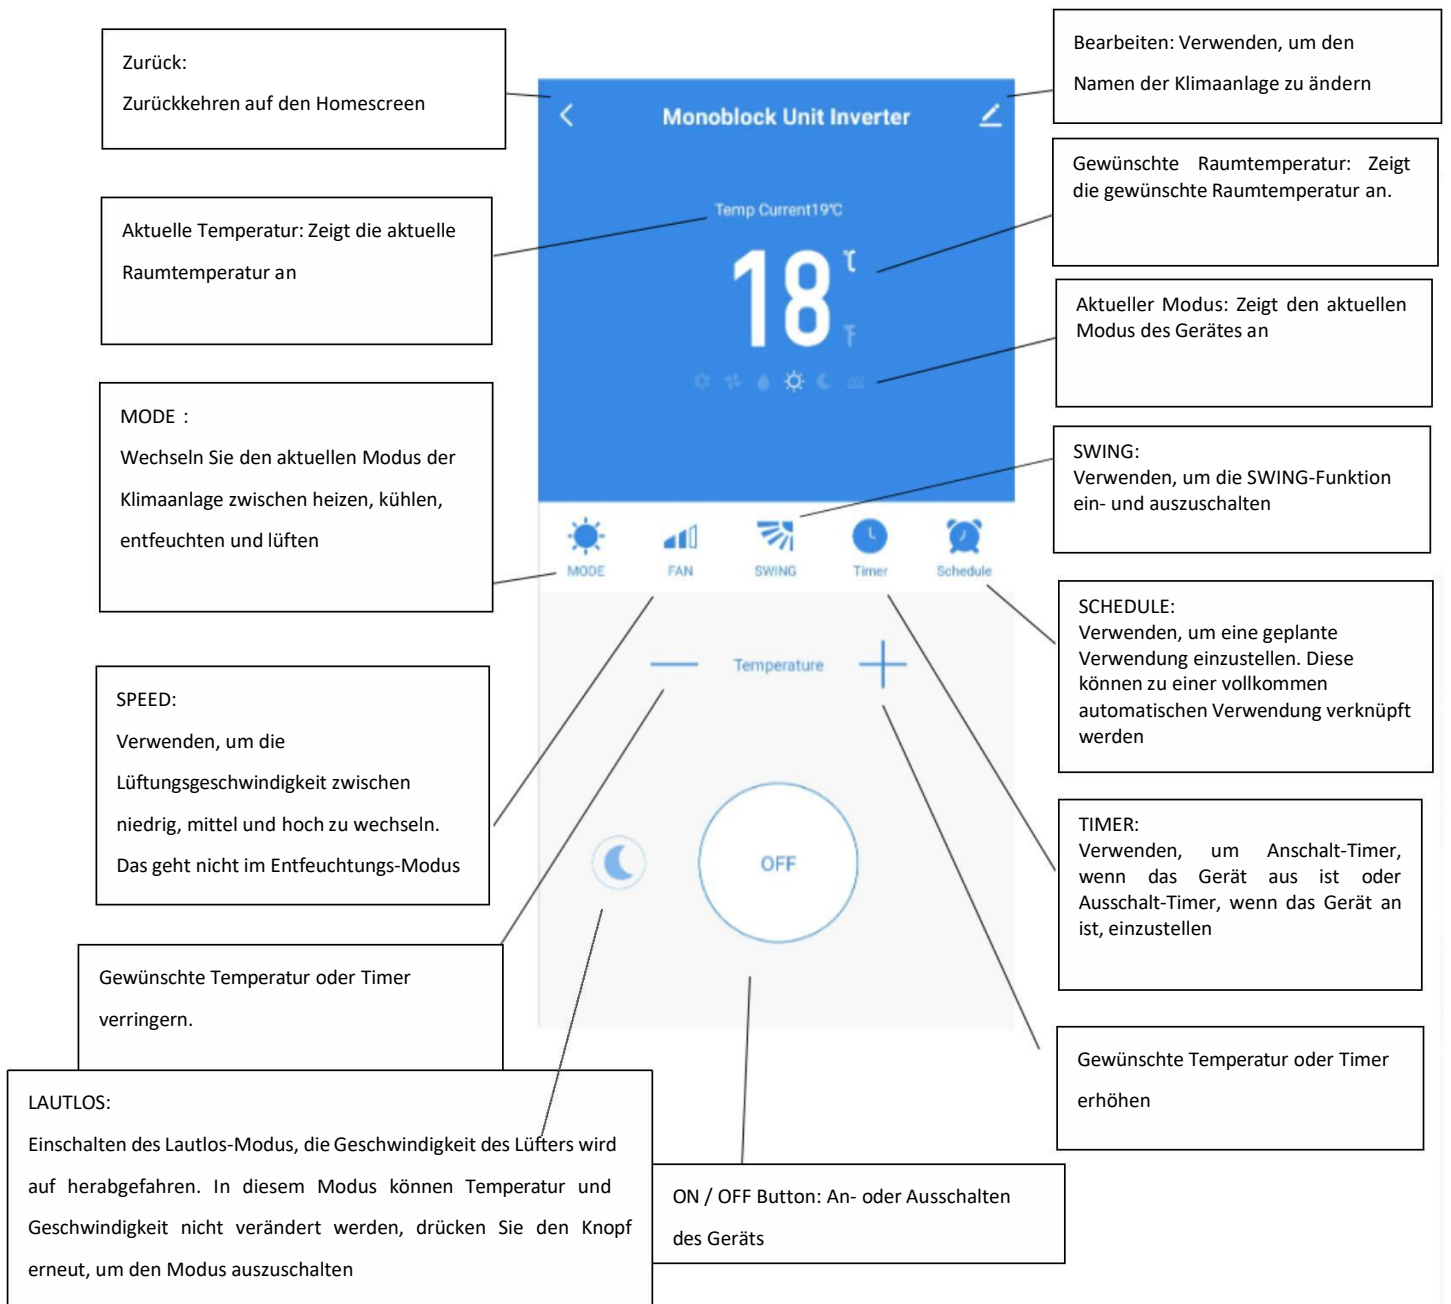 Zurück:
Zurückkehren auf den Homescreen
Bearbeiten: Verwenden, um den
Namen der Klimaanlage zu ändern
Monoblock Unit Inverter
Gewünschte Raumtemperatur: Zeigt
die gewünschte Raumtemperatur an.
Aktuelle Temperatur: Zeigt die aktuelle
Raumtemperatur an
Temp Current19°C
18 °C
°F
Aktueller Modus: Zeigt den aktuellen
Modus des Gerätes an
MODE :
Wechseln Sie den aktuellen Modus der
Klimaanlage zwischen heizen, kühlen,
entfeuchten und lüften
SWING:
Verwenden, um die SWING-Funktion
ein- und auszuschalten
MODE FAN SWING Timer Schedule
SCHEDULE:
Verwenden, um eine geplante
Verwendung einzustellen. Diese
können zu einer vollkommen
automatischen Verwendung verknüpft
werden
Temperature
SPEED:
Verwenden, um die
Lüftungsgeschwindigkeit zwischen
niedrig, mittel und hoch zu wechseln.
Das geht nicht im Entfeuchtungs-Modus
TIMER:
Verwenden, um Anschalt-Timer,
wenn das Gerät aus ist oder
Ausschalt-Timer, wenn das Gerät an
ist, einzustellen
OFF
Gewünschte Temperatur oder Timer
verringern.
Gewünschte Temperatur oder Timer
erhöhen
LAUTLOS:
Einschalten des Lautlos-Modus, die Geschwindigkeit des Lüfters wird
auf herabgefahren. In diesem Modus können Temperatur und
Geschwindigkeit nicht verändert werden, drücken Sie den Knopf
erneut, um den Modus auszuschalten
ON / OFF Button: An- oder Ausschalten
des Geräts